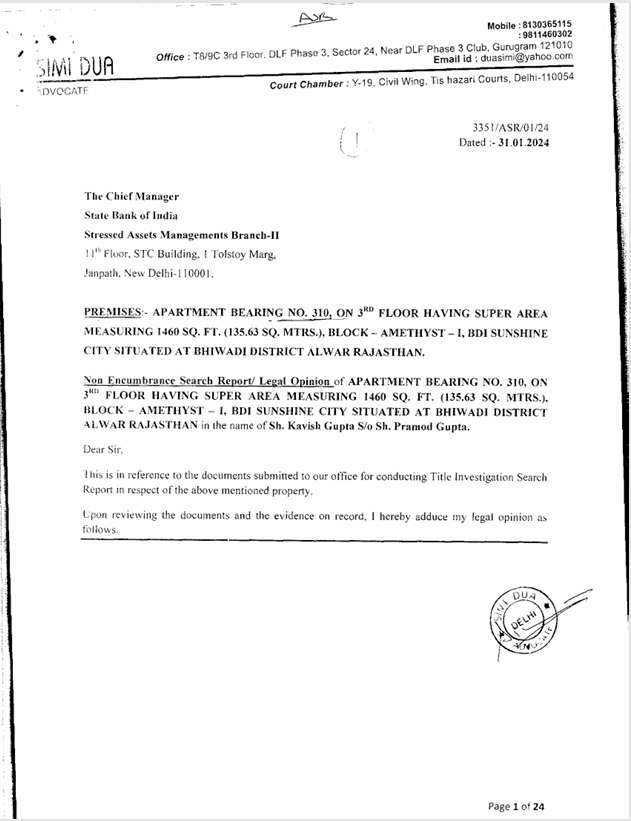 ASR
Mobile : 8130365115
: 9811460302
SIMI DUA
ADVOCATE
Office : T8/9C 3rd Floor, DLF Phase 3, Sector 24, Near DLF Phase 3 Club, Gurugram 121010
Email id : duasimi@yahoo.com
Court Chamber : Y-19, Civil Wing, Tis hazari Courts, Delhi-110054
3351/ASR/01/24
Dated :- 31.01.2024
The Chief Manager
State Bank of India
Stressed Assets Managements Branch-II
11th Floor, STC Building, 1 Tolstoy Marg,
Janpath, New Delhi-110001.
PREMISES:- APARTMENT BEARING NO. 310, ON 3RD FLOOR HAVING SUPER AREA
MEASURING 1460 SQ. FT. (135.63 SQ. MTRS.), BLOCK – AMETHYST – I, BDI SUNSHINE
CITY SITUATED AT BHIWADI DISTRICT ALWAR RAJASTHAN.
Non Encumbrance Search Report/ Legal Opinion of APARTMENT BEARING NO. 310, ON
3RD FLOOR HAVING SUPER AREA MEASURING 1460 SQ. FT. (135.63 SQ. MTRS.),
BLOCK – AMETHYST – I, BDI SUNSHINE CITY SITUATED AT BHIWADI DISTRICT
ALWAR RAJASTHAN in the name of Sh. Kavish Gupta S/o Sh. Pramod Gupta.
Dear Sir,
This is in reference to the documents submitted to our office for conducting Title Investigation Search
Report in respect of the above mentioned property.
Upon reviewing the documents and the evidence on record, I hereby adduce my legal opinion as
follows.
SIMI DUA
DELHI
ADVOCATE
Page 1 of 24